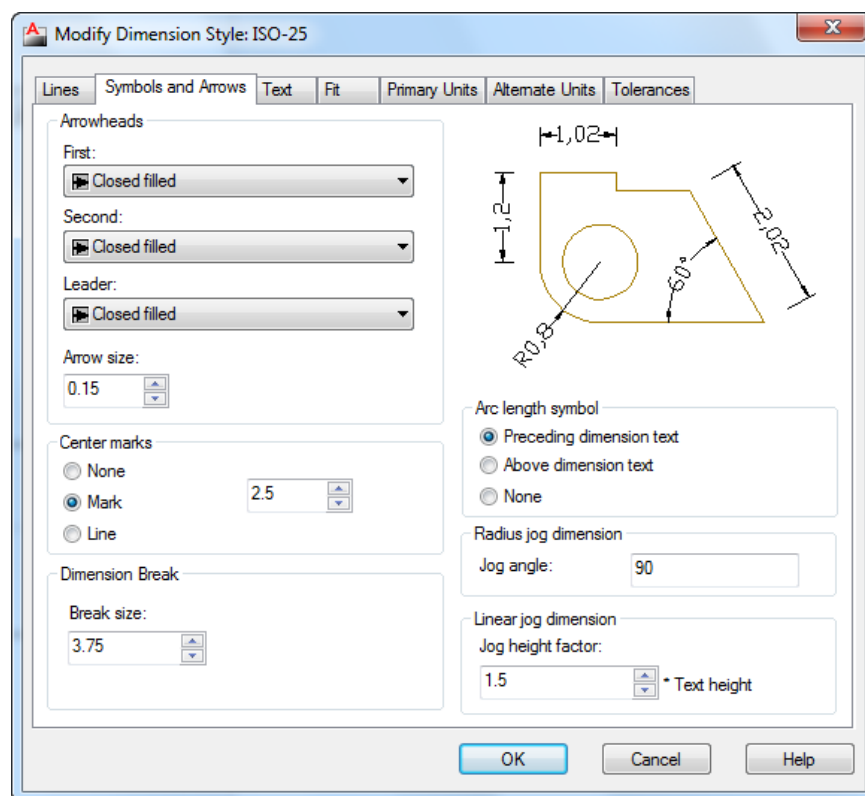 Modify Dimension Style: ISO-25
Lines
Symbols and Arrows
Text
Fit
Primary Units
Alternate Units
Tolerances
Arrowheads
First:
Closed filled
Second:
Closed filled
Leader:
Closed filled
Arrow size:
0.15
Center marks
None
Mark
2.5
Line
Dimension Break
Break size:
3.75
1,02
1,2
2,02
60°
R0,8
Arc length symbol
Preceding dimension text
Above dimension text
None
Radius jog dimension
Jog angle:
90
Linear jog dimension
Jog height factor:
1.5
* Text height
OK
Cancel
Help